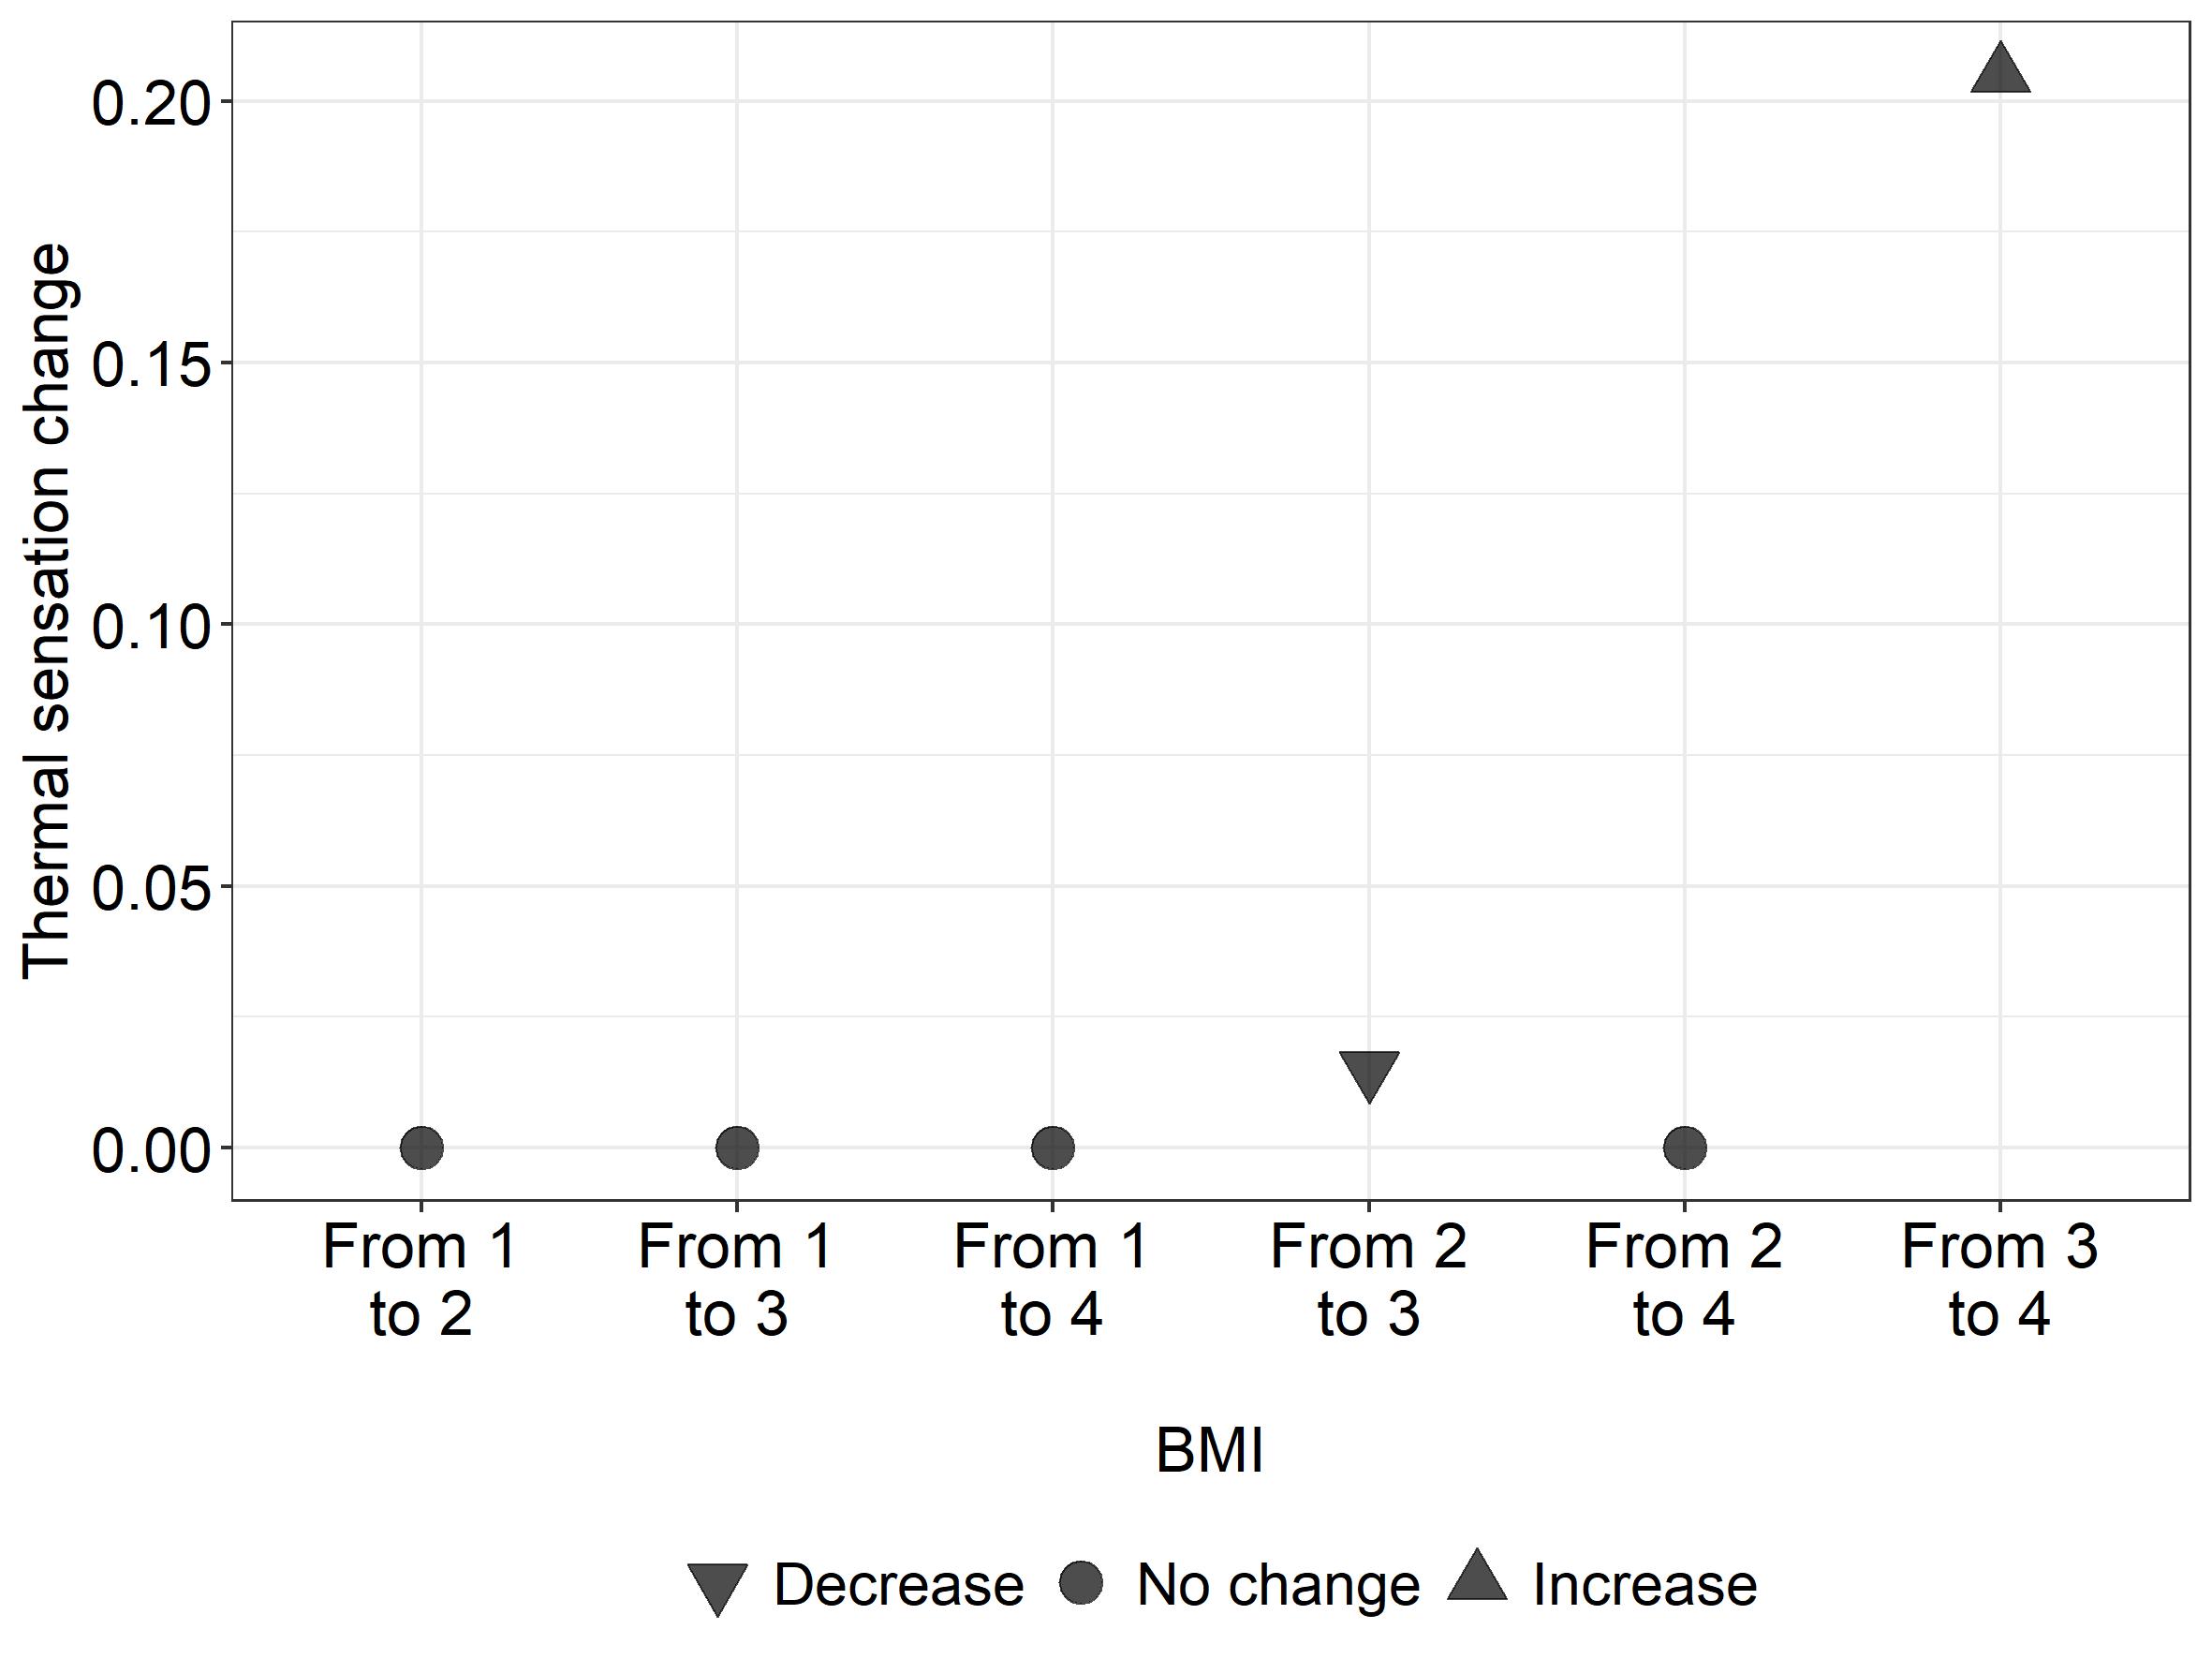 Thermal sensation change
0.20
0.15
0.10
0.05
0.00
From 1 to 2
From 1 to 3
From 1 to 4
From 2 to 3
From 2 to 4
From 3 to 4
BMI
Decrease
No change
Increase